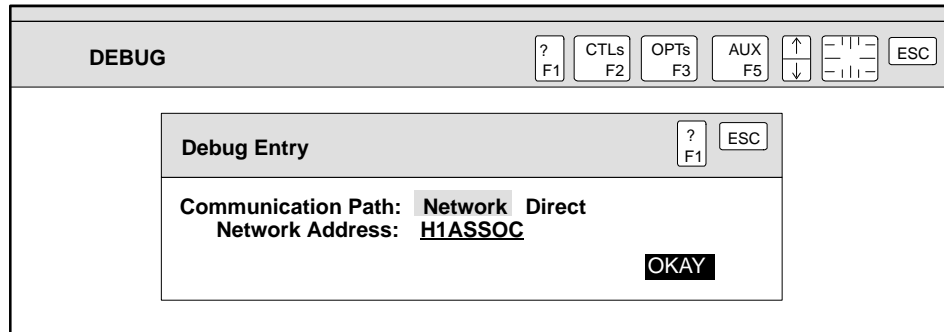 DEBUG
? F1 CTLs F2 OPTs F3 AUX F5 ↑ ↓ ESC
Debug Entry
? F1 ESC
Communication Path: Network Direct
Network Address: H1ASSOC
OKAY